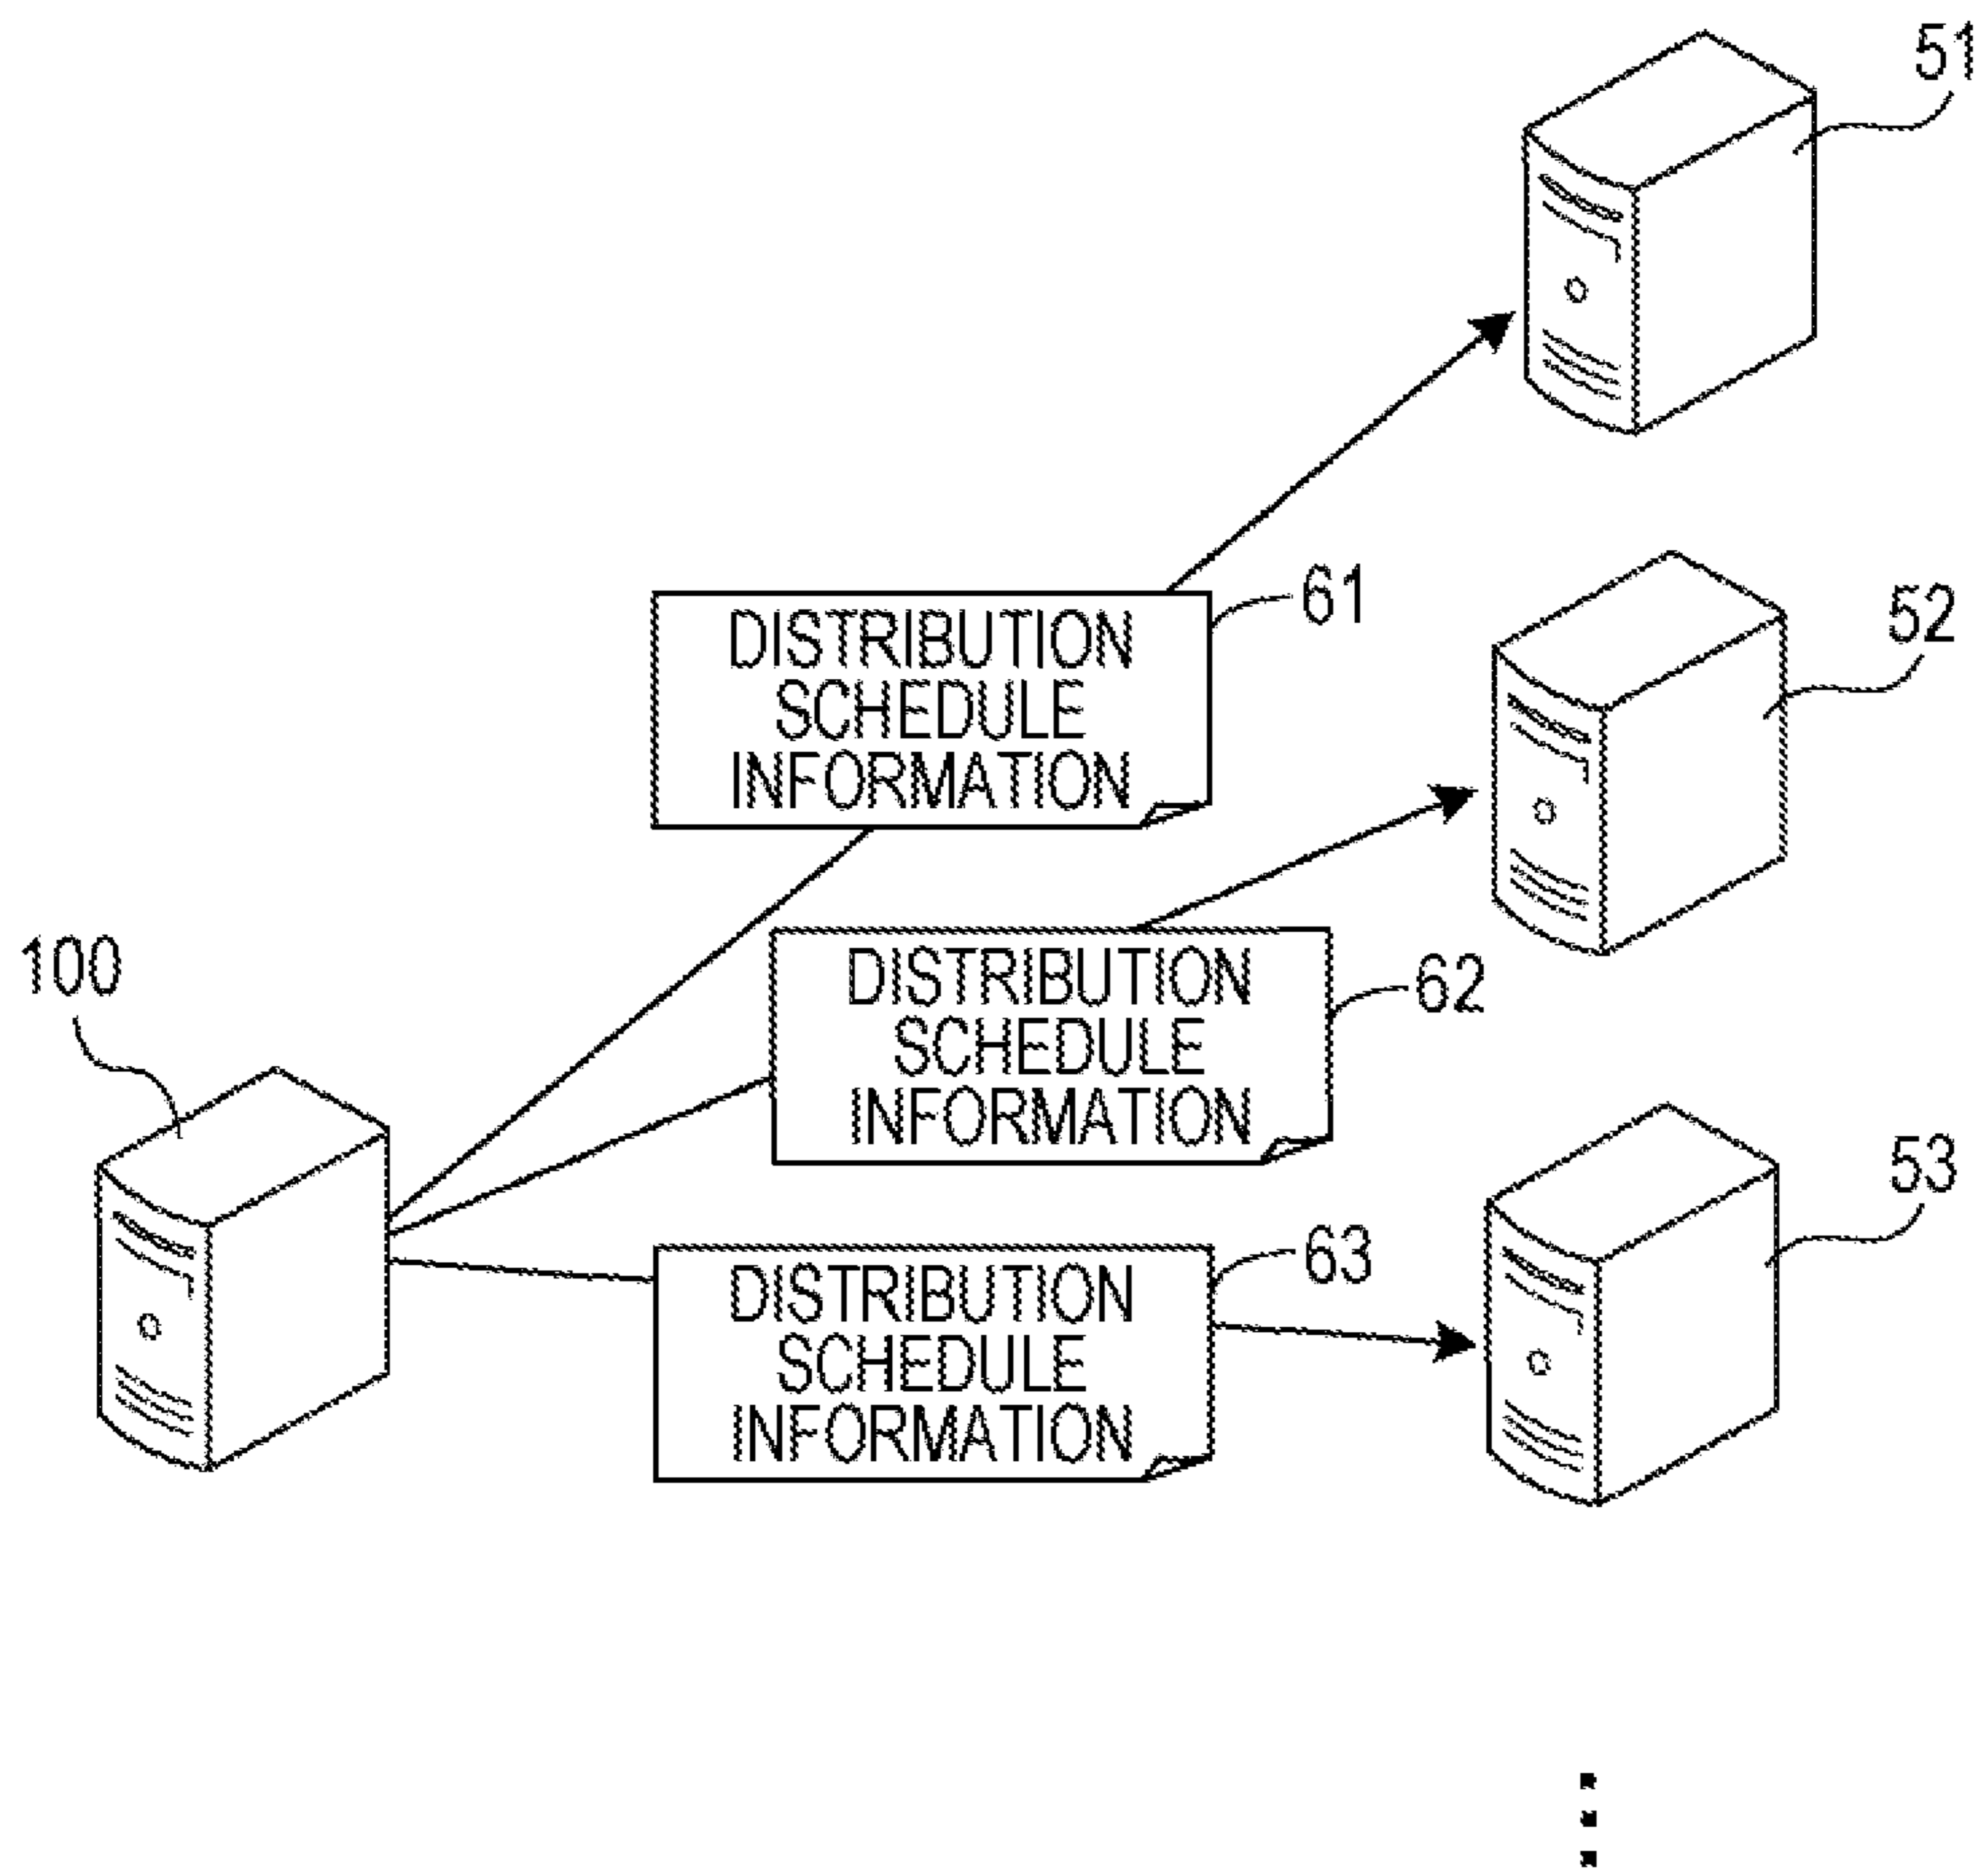 51
61
DISTRIBUTION
SCHEDULE
INFORMATION
52
100
DISTRIBUTION
SCHEDULE
INFORMATION
62
53
63
DISTRIBUTION
SCHEDULE
INFORMATION